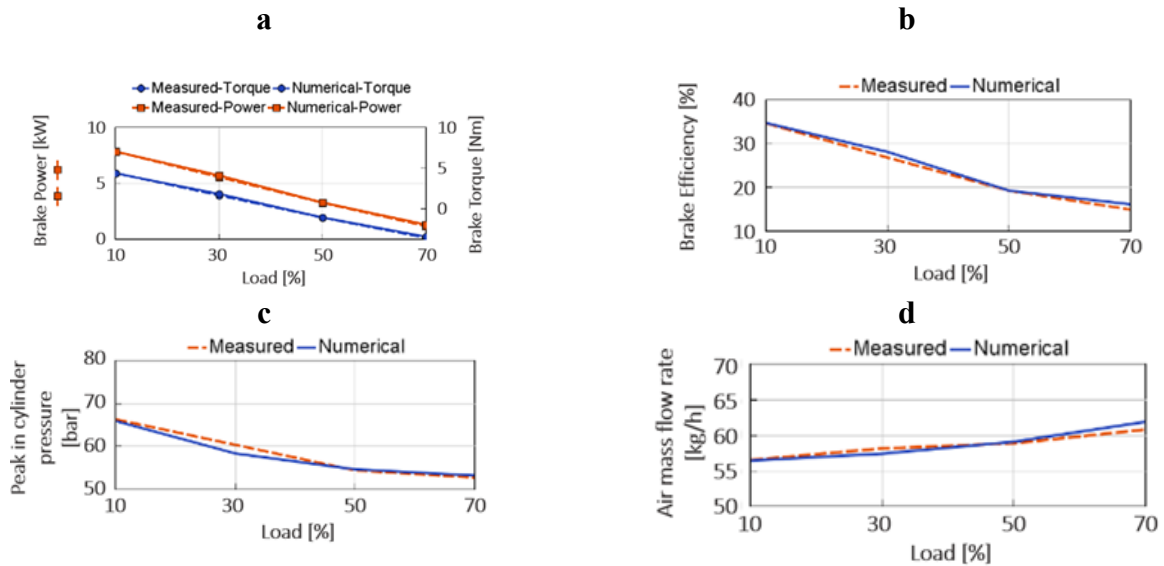 a
Measured-Torque Numerical-Torque
Measured-Power Numerical-Power
Brake Power [kW]
10
5
0
10
5
0
Brake Torque [Nm]
10 30 50 70
Load [%]
b
Measured Numerical
Brake Efficiency [%]
40
30
20
10
10 30 50 70
Load [%]
c
Measured Numerical
Peak in cylinder
pressure
[bar]
80
70
60
50
10 30 50 70
Load [%]
d
Measured Numerical
Air mass flow rate
[kg/h]
70
65
60
55
50
10 30 50 70
Load [%]